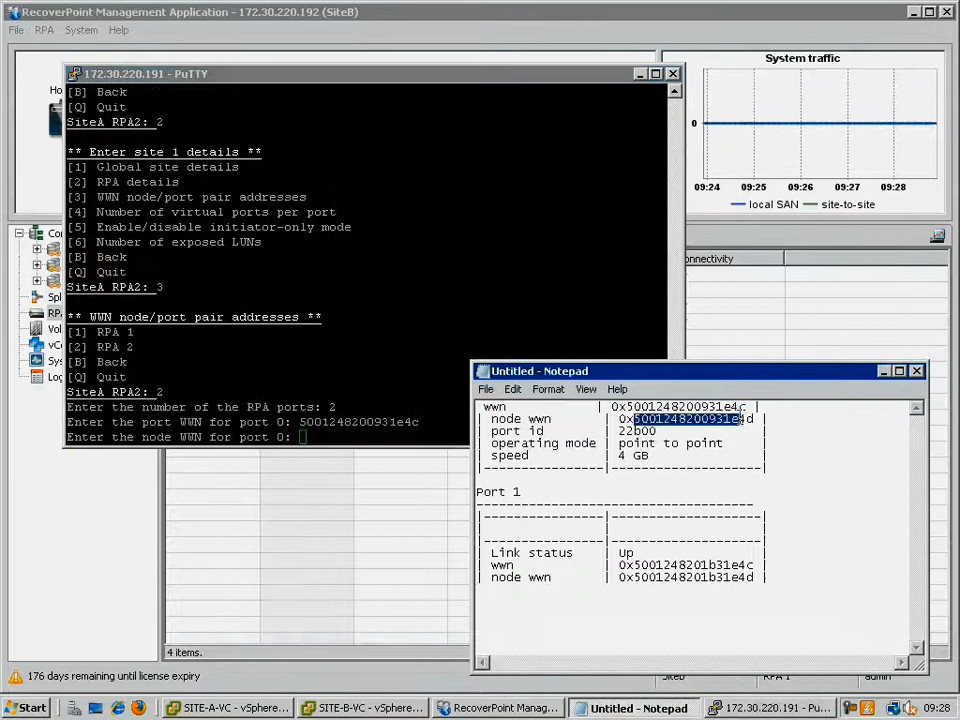 RecoverPoint Management Application - 172.30.220.192 (SiteB)
File RPA System Help
172.30.220.191 - PuTTY
[B] Back
[Q] Quit
SiteA RPA2: 2
** Enter site 1 details **
[1] Global site details
[2] RPA details
[3] WWN node/port pair addresses
[4] Number of virtual ports per port
[5] Enable/disable initiator-only mode
[6] Number of exposed LUNs
[B] Back
[Q] Quit
SiteA RPA2: 3
** WWN node/port pair addresses **
[1] RPA 1
[2] RPA 2
[B] Back
[Q] Quit
SiteA RPA2: 2
Enter the number of the RPA ports: 2
Enter the port WWN for port 0: 5001248200931e4c
Enter the node WWN for port 0:
System traffic
0
09:24 09:25 09:26 09:27 09:28
local SAN site-to-site
Ho
Co
Spl
RP
Vol
vC
Sys
Log
onnectivity
Untitled - Notepad
File Edit Format View Help
wwn | 0x5001248200931e4c |
| node wwn | 0x5001248200931e4d
| port id | 22b00
| operating mode | point to point
| speed | 4 GB
|----------------|--------------------|
Port 1
---------------------------------------
|----------------|--------------------|
|----------------|--------------------|
| Link status | Up
| wwn | 0x5001248201b31e4c |
| node wwn | 0x5001248201b31e4d |
4 items.
176 days remaining until license expiry
SiteB RPA 1 admin
Start
SITE-A-VC - vSphere...
SITE-B-VC - vSphere...
RecoverPoint Manag...
Untitled - Notepad
172.30.220.191 - Pu...
09:28